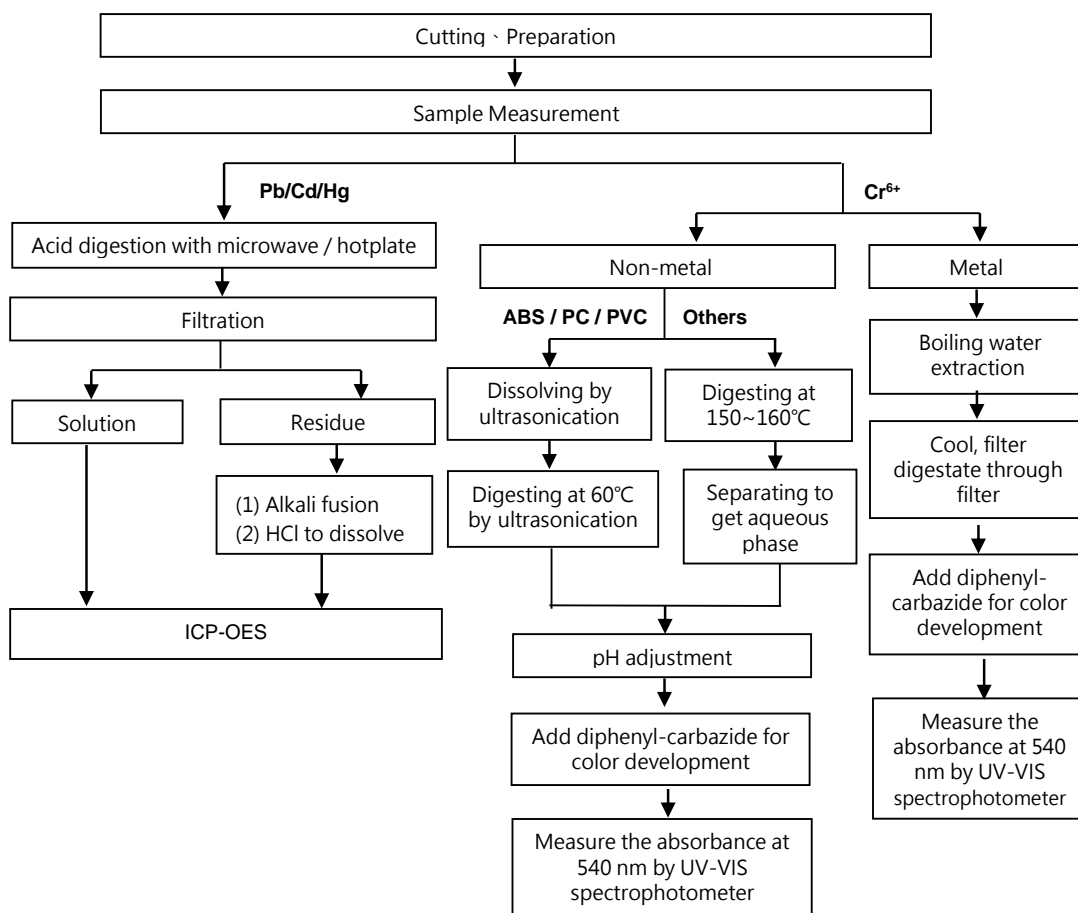 Cutting、Preparation
Sample Measurement
Pb/Cd/Hg
Cr⁶⁺
Acid digestion with microwave / hotplate
Filtration
Solution
Residue
(1) Alkali fusion
(2) HCl to dissolve
ICP-OES
Non-metal
ABS / PC / PVC
Others
Dissolving by
ultrasonication
Digesting at 60℃
by ultrasonication
Digesting at
150~160℃
Separating to
get aqueous
phase
pH adjustment
Add diphenyl-carbazide for
color development
Measure the absorbance at
540 nm by UV-VIS
spectrophotometer
Metal
Boiling water
extraction
Cool, filter
digestate through
filter
Add diphenyl-
carbazide for color
development
Measure the
absorbance at 540
nm by UV-VIS
spectrophotometer